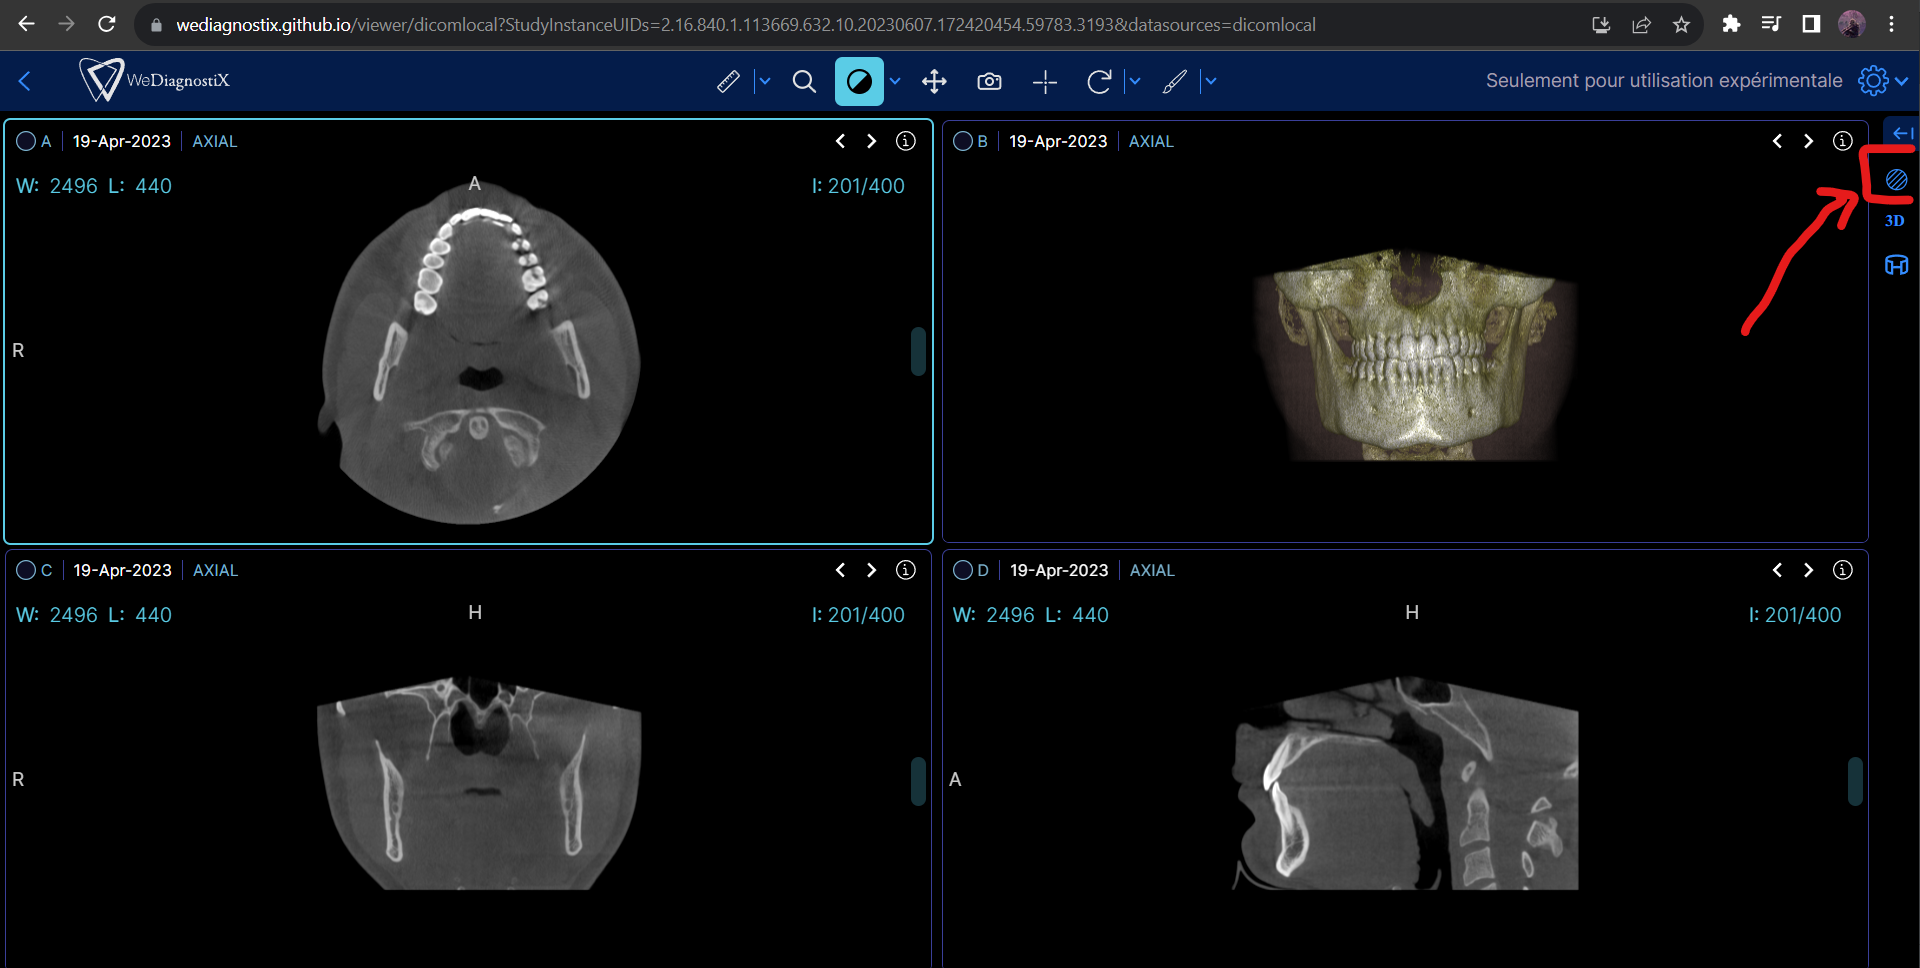 wediagnostix.github.io/viewer/dicomlocal?StudyInstanceUIDs=2.16.840.1.113669.632.10.20230607.172420454.59783.3193&datasources=dicomlocal
WeDiagnostiX
Seulement pour utilisation expérimentale
A 19-Apr-2023 AXIAL
W: 2496 L: 440
A
I: 201/400
R
B 19-Apr-2023 AXIAL
3D
C 19-Apr-2023 AXIAL
W: 2496 L: 440
H
I: 201/400
R
D 19-Apr-2023 AXIAL
W: 2496 L: 440
H
I: 201/400
A